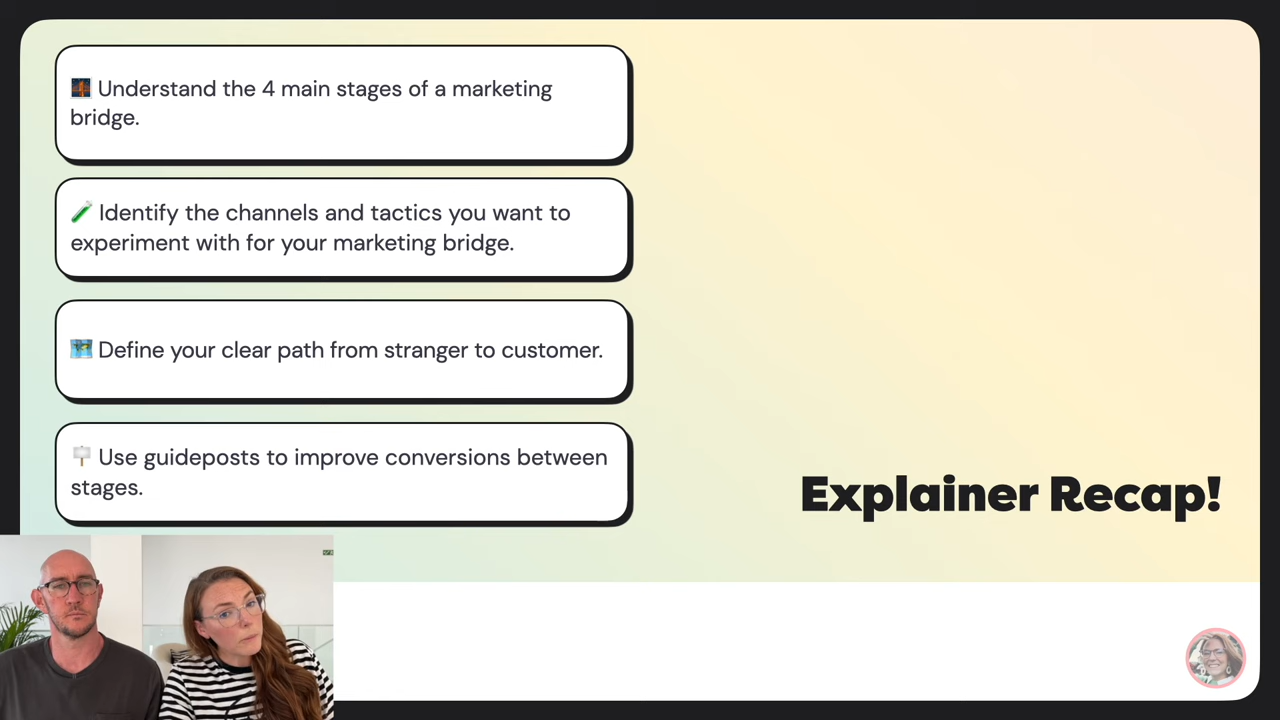 🌉 Understand the 4 main stages of a marketing
bridge.
🧪 Identify the channels and tactics you want to
experiment with for your marketing bridge.
🗺️ Define your clear path from stranger to customer.
🪧 Use guideposts to improve conversions between
stages.
Explainer Recap!